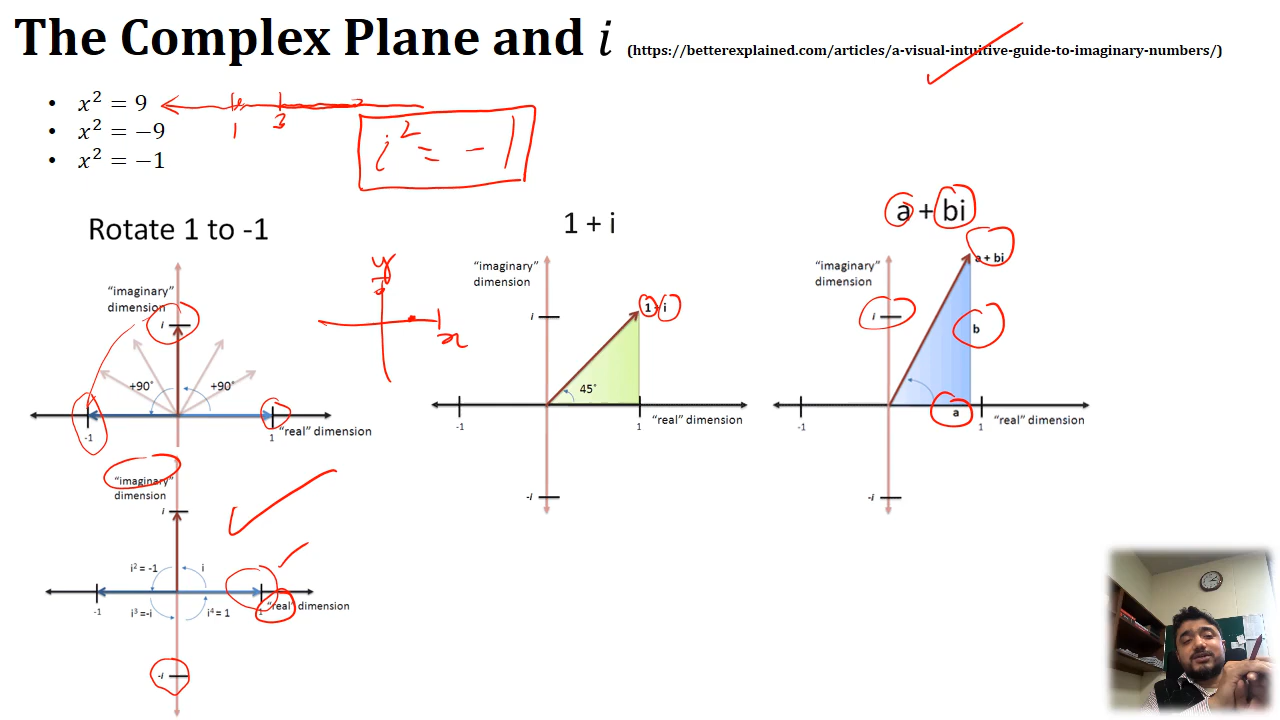 The Complex Plane and i (https://betterexplained.com/articles/a-visual-intuitive-guide-to-imaginary-numbers/)
• x² = 9
• x² = −9
• x² = −1
1 3
i² = -1
Rotate 1 to -1
"imaginary"
dimension
i
+90° +90°
-1 1
"real" dimension
y
x
1 + i
"imaginary"
dimension
i
1 + i
45°
-1 1
"real" dimension
-i
a + bi
"imaginary"
dimension
a + bi
i
b
a
-1 1
"real" dimension
-i
"imaginary"
dimension
i
i² = -1 i
-1 1
"real" dimension
i³ =-i i⁴ = 1
-i